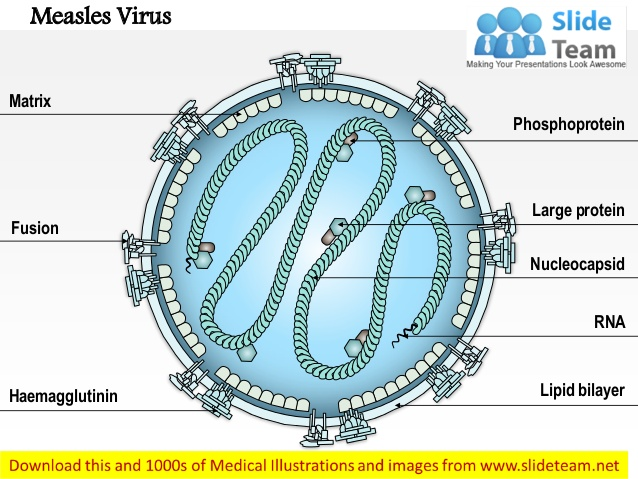 Measles Virus
Slide
Team
Making Your Presentations Look Awesome
Matrix
Phosphoprotein
Large protein
Fusion
Nucleocapsid
RNA
Haemagglutinin
Lipid bilayer
Download this and 1000s of Medical Illustrations and images from www.slideteam.net